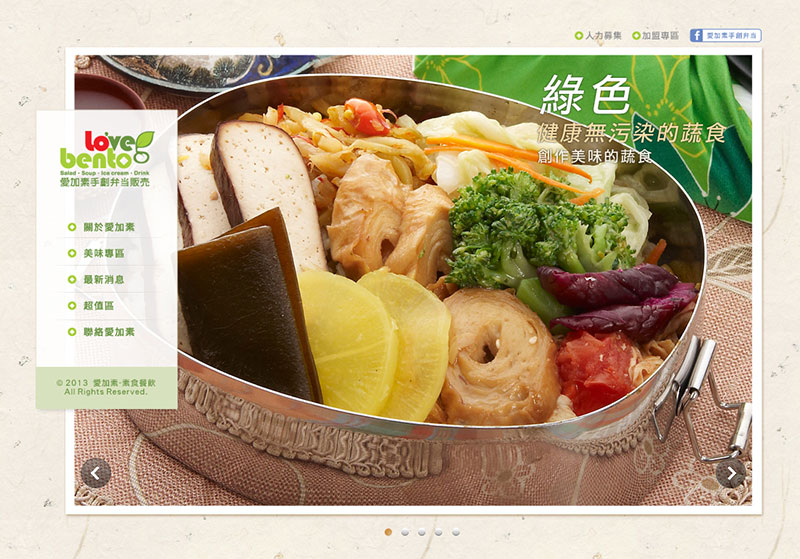 人力募集
加盟專區
f 愛加素手創弁当
綠色
健康無污染的蔬食
創作美味的蔬食
love
bento
Salad · Soup · Ice cream · Drink
愛加素手創弁当販売
關於愛加素
美味專區
最新消息
超值區
聯絡愛加素
© 2013 愛加素·素食餐飲
All Rights Reserved.